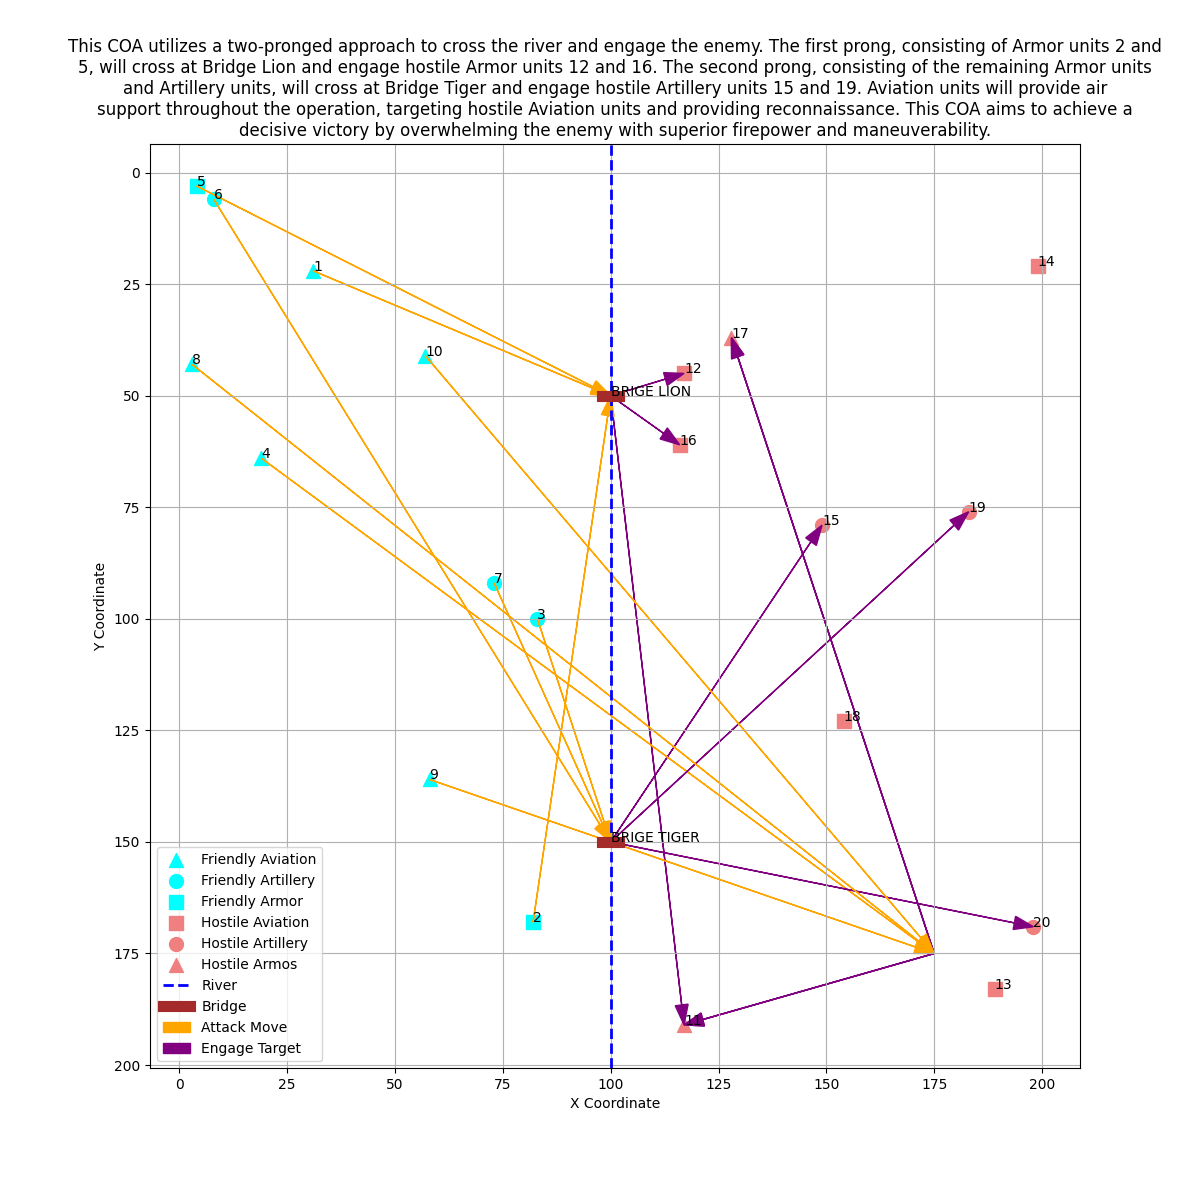 This COA utilizes a two-pronged approach to cross the river and engage the enemy. The first prong, consisting of Armor units 2 and
5, will cross at Bridge Lion and engage hostile Armor units 12 and 16. The second prong, consisting of the remaining Armor units
and Artillery units, will cross at Bridge Tiger and engage hostile Artillery units 15 and 19. Aviation units will provide air
support throughout the operation, targeting hostile Aviation units and providing reconnaissance. This COA aims to achieve a
decisive victory by overwhelming the enemy with superior firepower and maneuverability.
0
5
6
1
14
25
17
10
8
12
50
BRIGE LION
16
4
75
19
15
7
100
3
Y Coordinate
18
125
9
150
BRIGE TIGER
2
20
175
13
11
200
Friendly Aviation
Friendly Artillery
Friendly Armor
Hostile Aviation
Hostile Artillery
Hostile Armos
River
Bridge
Attack Move
Engage Target
0 25 50 75 100 125 150 175 200
X Coordinate